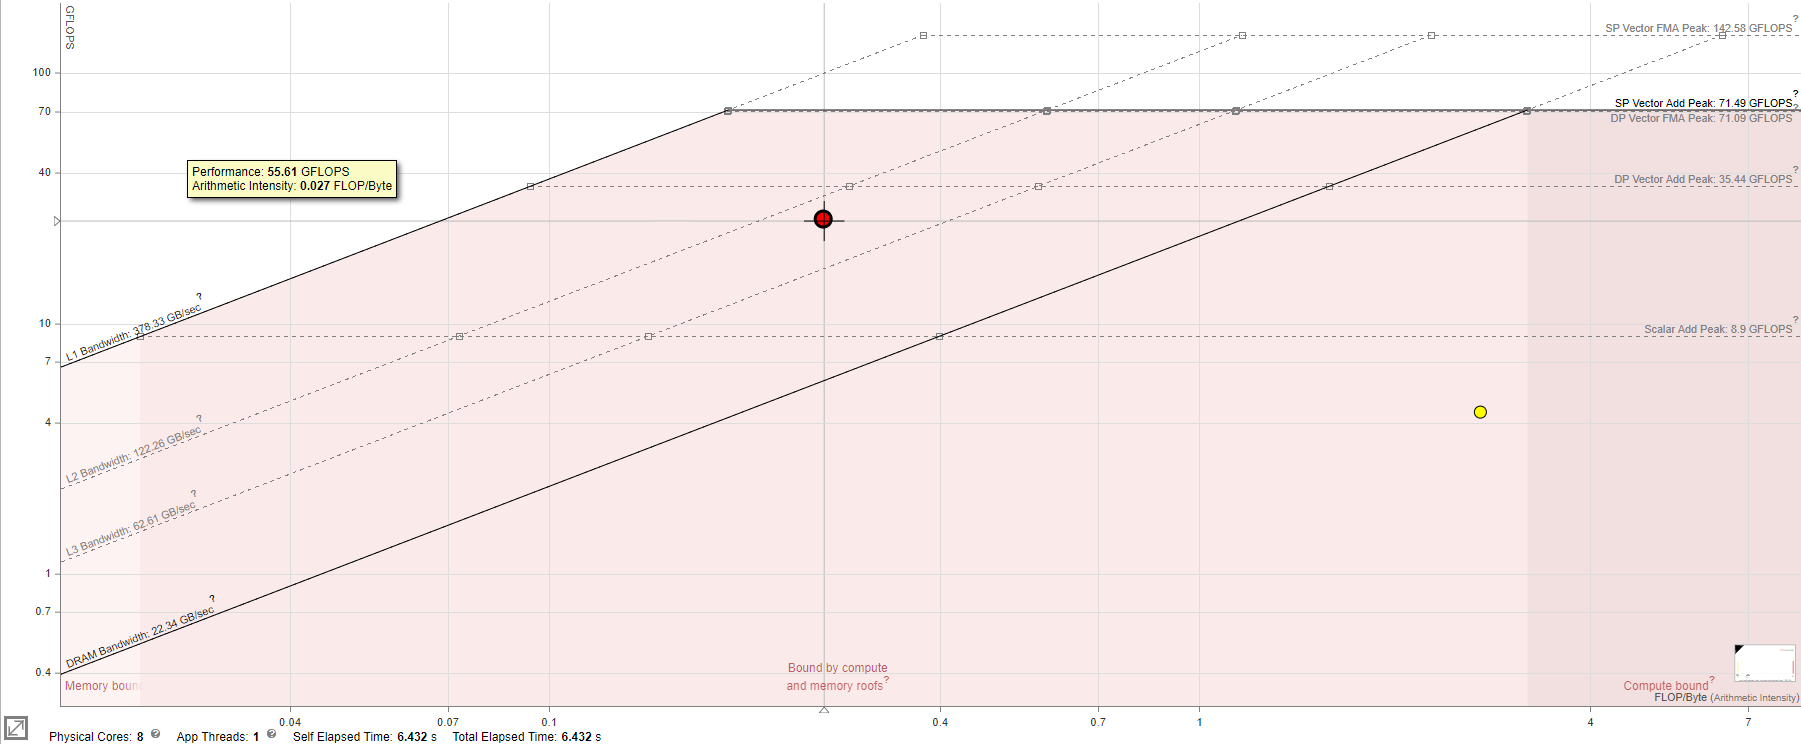 GFLOPS
SP Vector FMA Peak: 142.58 GFLOPS ?
100
70
SP Vector Add Peak: 71.49 GFLOPS ?
DP Vector FMA Peak: 71.09 GFLOPS ?
Performance: 55.61 GFLOPS
Arithmetic Intensity: 0.027 FLOP/Byte
40
DP Vector Add Peak: 35.44 GFLOPS ?
L1 Bandwidth: 378.33 GB/sec ?
10
Scalar Add Peak: 8.9 GFLOPS ?
7
4
L2 Bandwidth: 122.26 GB/sec ?
L3 Bandwidth: 62.61 GB/sec ?
1
0.7
DRAM Bandwidth: 22.34 GB/sec ?
0.4
Memory boun
Bound by compute
and memory roofs ?
Compute bound ?
FLOP/Byte (Arithmetic Intensity)
0.04 0.07 0.1 0.4 0.7 1 4 7
Physical Cores: 8 ? App Threads: 1 ? Self Elapsed Time: 6.432 s Total Elapsed Time: 6.432 s